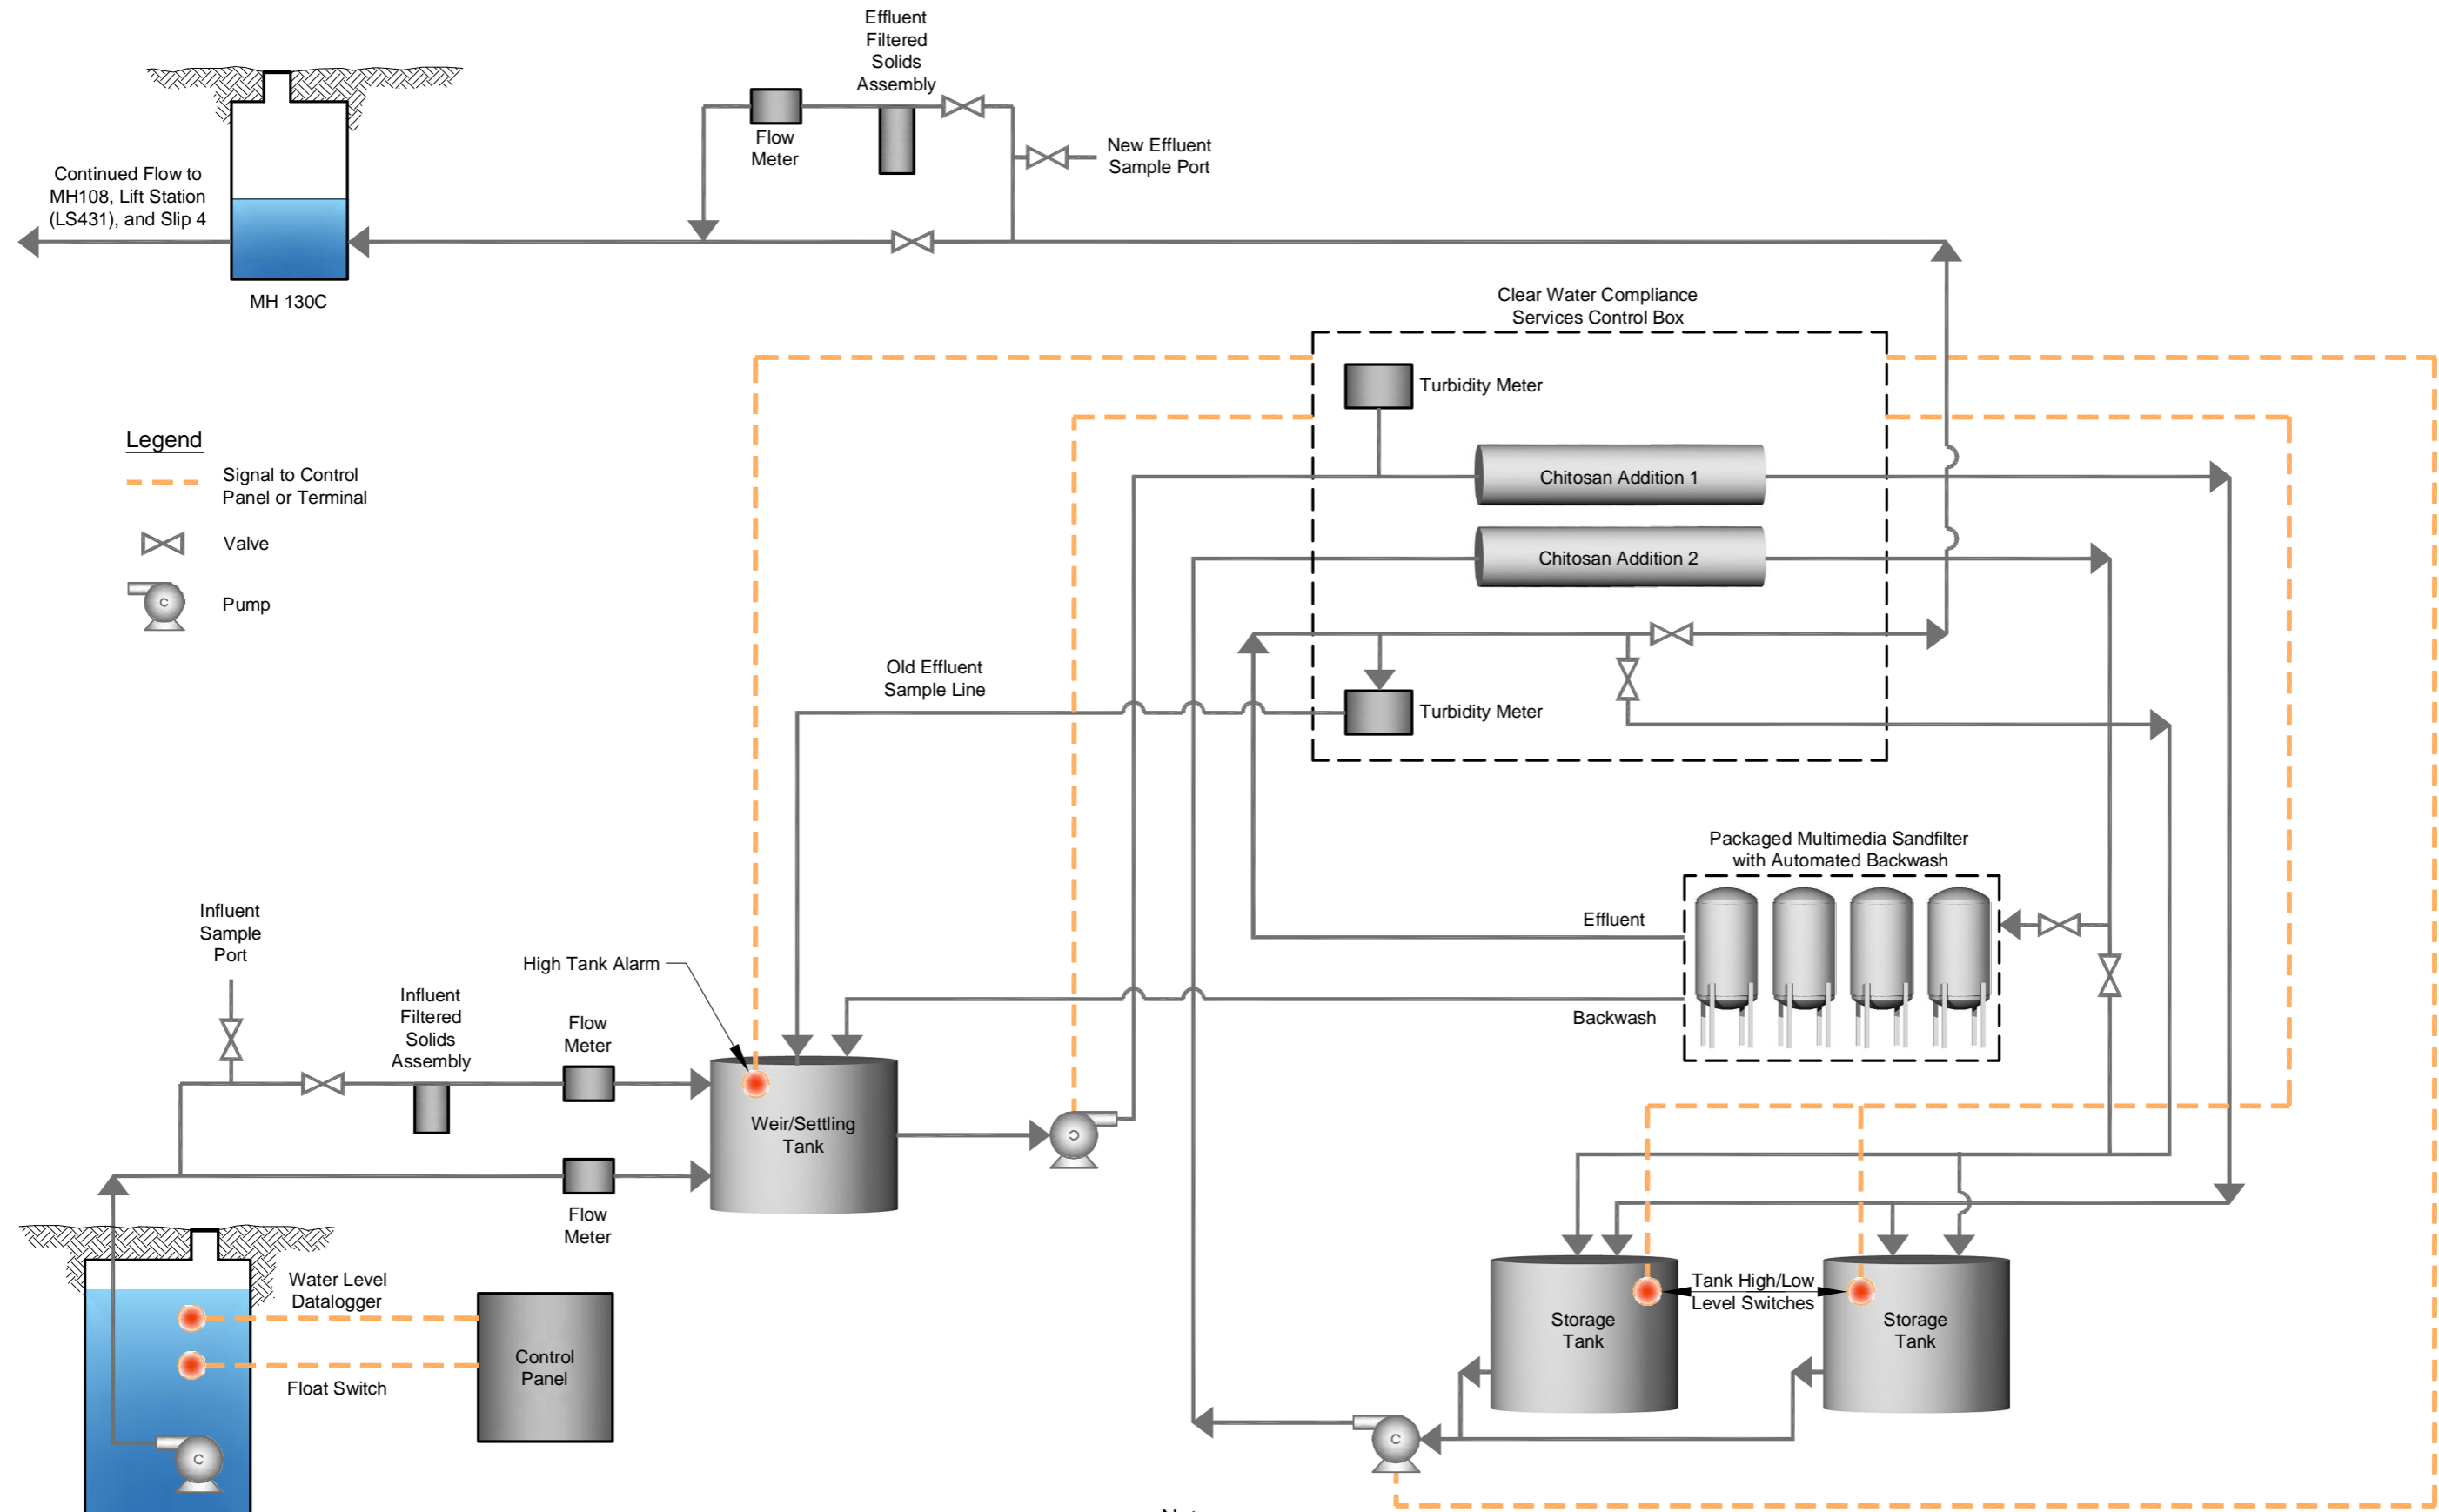 Effluent
Filtered
Solids
Assembly
Flow
Meter
New Effluent
Sample Port
Continued Flow to
MH108, Lift Station
(LS431), and Slip 4
MH 130C
Clear Water Compliance
Services Control Box
Turbidity Meter
Chitosan Addition 1
Chitosan Addition 2
Turbidity Meter
Legend
Signal to Control
Panel or Terminal
Valve
C
Pump
Old Effluent
Sample Line
Packaged Multimedia Sandfilter
with Automated Backwash
Effluent
Backwash
Influent
Sample
Port
High Tank Alarm
Influent
Filtered
Solids
Assembly
Flow
Meter
Weir/Settling
Tank
C
Flow
Meter
Water Level
Datalogger
Float Switch
Control
Panel
C
Tank High/Low
Level Switches
Storage
Tank
Storage
Tank
C